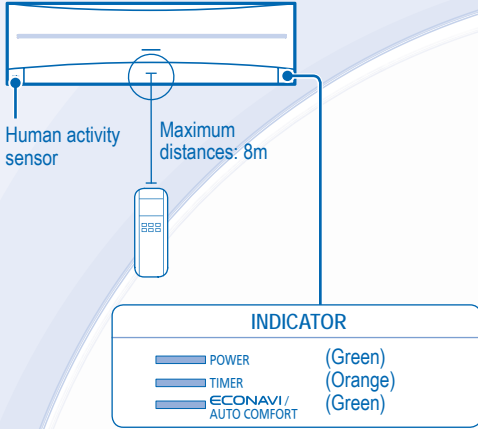 Human activity
sensor
Maximum
distances: 8m
INDICATOR
POWER (Green)
TIMER (Orange)
ECONAVI / (Green)
AUTO COMFORT